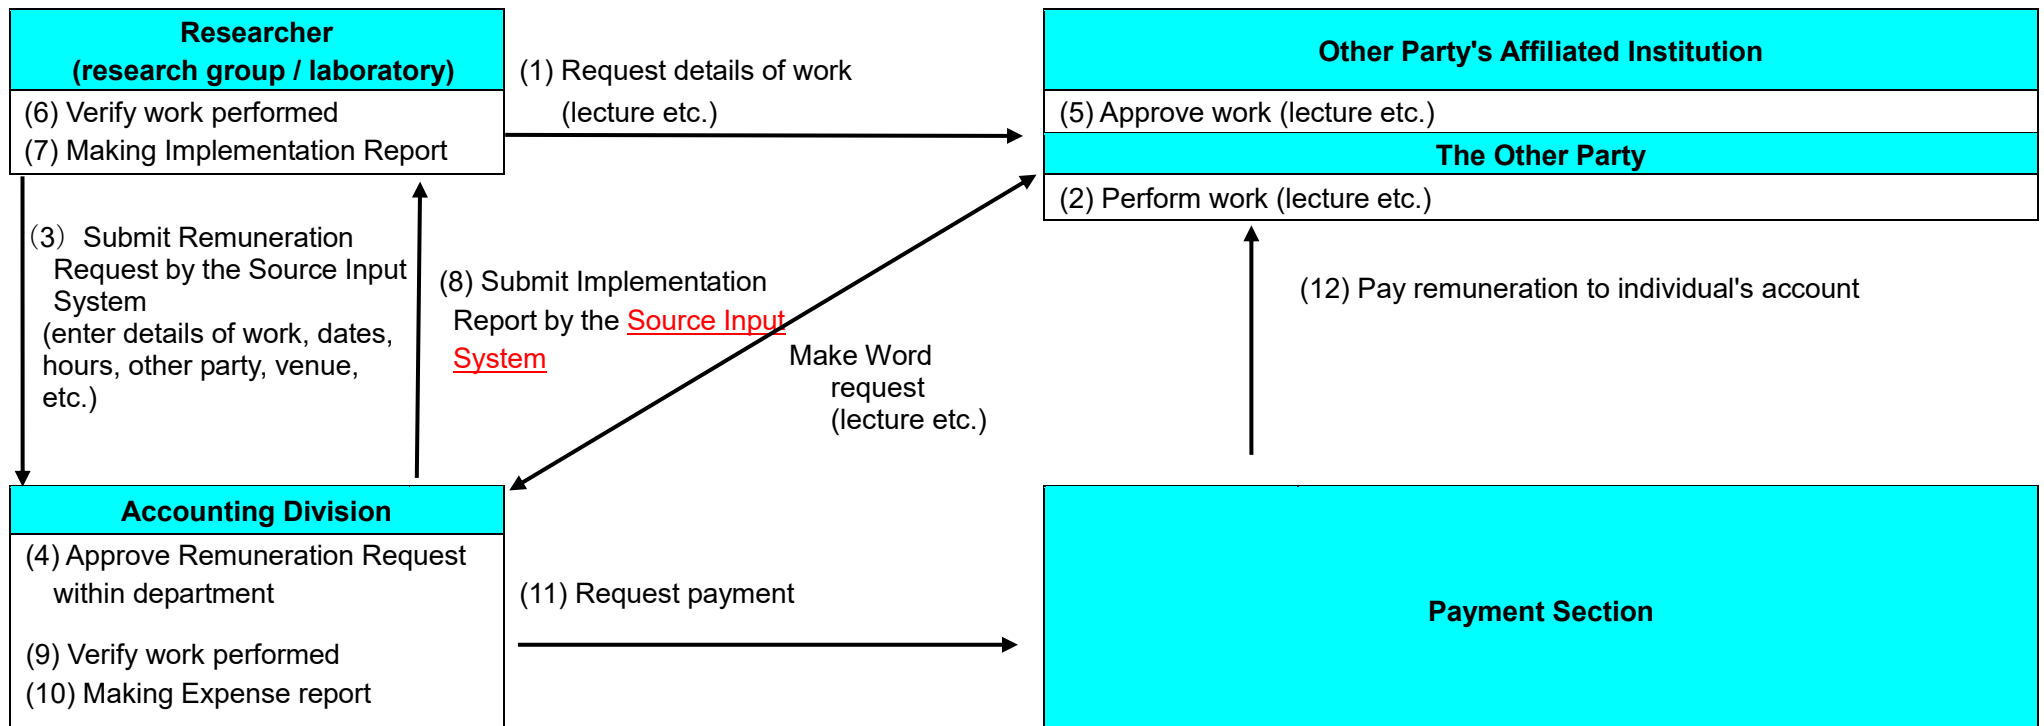 Researcher
(research group / laboratory)
(6) Verify work performed
(7) Making Implementation Report
(1) Request details of work
(lecture etc.)
Other Party's Affiliated Institution
(5) Approve work (lecture etc.)
The Other Party
(2) Perform work (lecture etc.)
（3）Submit Remuneration
Request by the Source Input
System
(enter details of work, dates,
hours, other party, venue,
etc.)
(8) Submit Implementation
Report by the Source Input
System
Make Word
request
(lecture etc.)
(12) Pay remuneration to individual's account
Accounting Division
(4) Approve Remuneration Request
within department
(9) Verify work performed
(10) Making Expense report
(11) Request payment
Payment Section